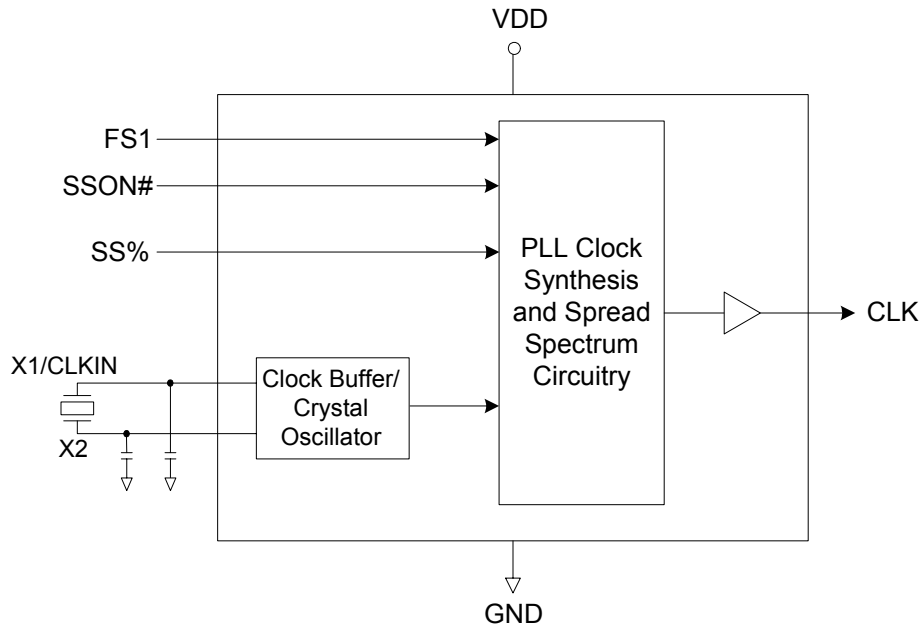 VDD
FS1
SSON#
SS%
PLL Clock
Synthesis
and Spread
Spectrum
Circuitry
CLK
X1/CLKIN
X2
Clock Buffer/
Crystal
Oscillator
GND